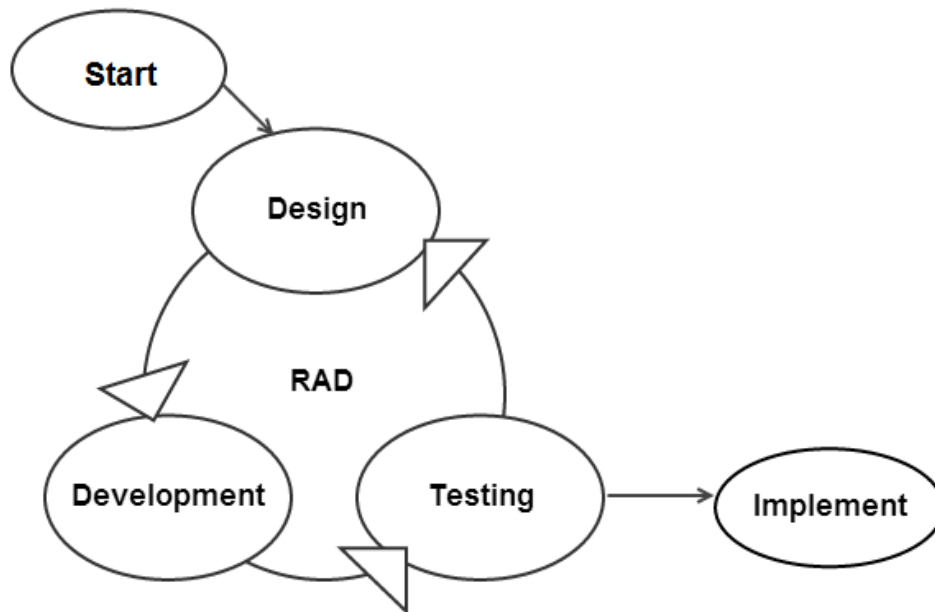 Start
Design
RAD
Development
Testing
Implement